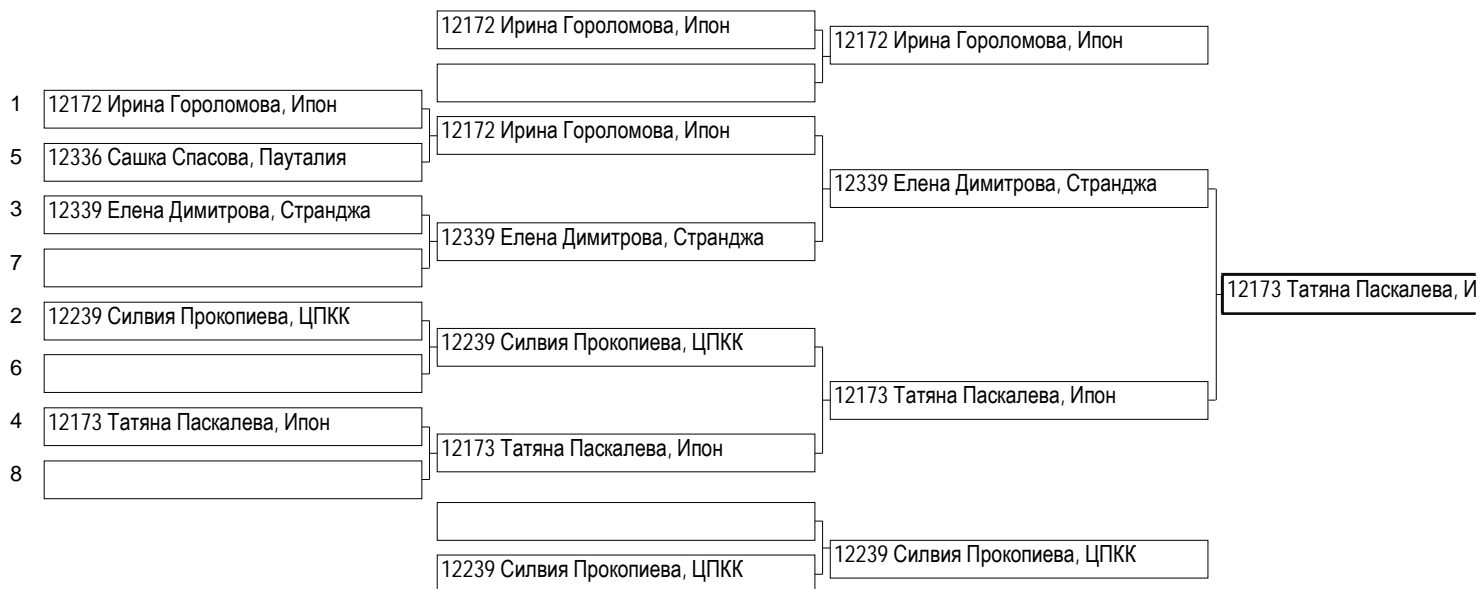 12172 Ирина Гороломова, Ипон
12172 Ирина Гороломова, Ипон
1 12172 Ирина Гороломова, Ипон
12172 Ирина Гороломова, Ипон
5 12336 Сашка Спасова, Пауталия
12339 Елена Димитрова, Странджа
3 12339 Елена Димитрова, Странджа
12339 Елена Димитрова, Странджа
7
12173 Татяна Паскалева, И
2 12239 Силвия Прокопиева, ЦПКК
12239 Силвия Прокопиева, ЦПКК
6
12173 Татяна Паскалева, Ипон
4 12173 Татяна Паскалева, Ипон
12173 Татяна Паскалева, Ипон
8
12239 Силвия Прокопиева, ЦПКК
12239 Силвия Прокопиева, ЦПКК